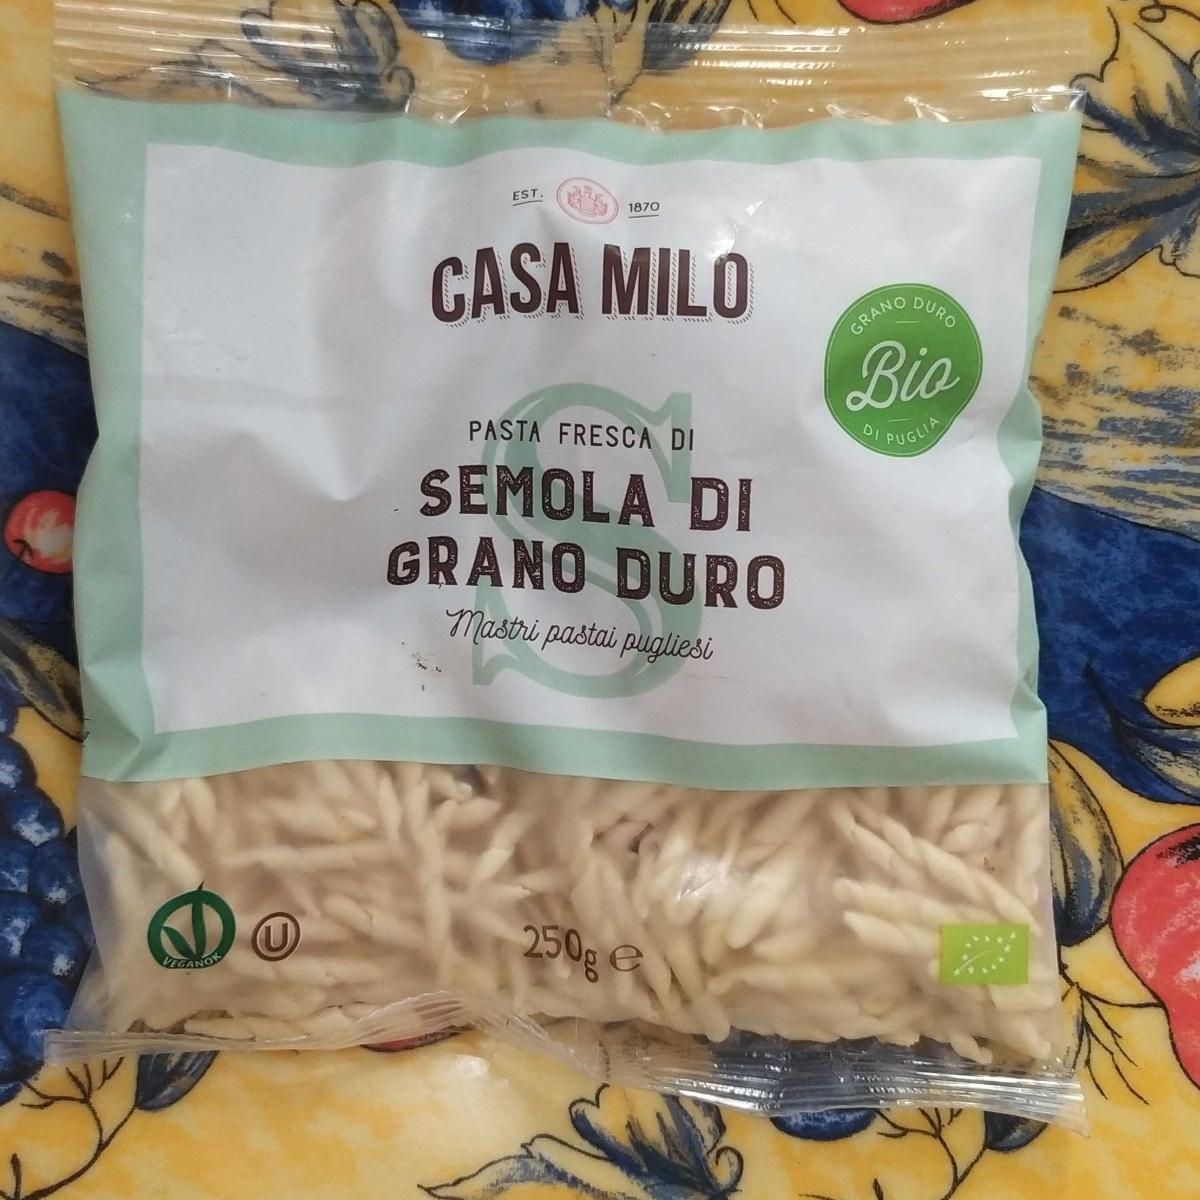 EST. 1870
CASA MILO
GRANO DURO
Bio
DI PUGLIA
PASTA FRESCA DI
SEMOLA DI
GRANO DURO
Mastri pastai pugliesi
VEGANOK
U
250g e